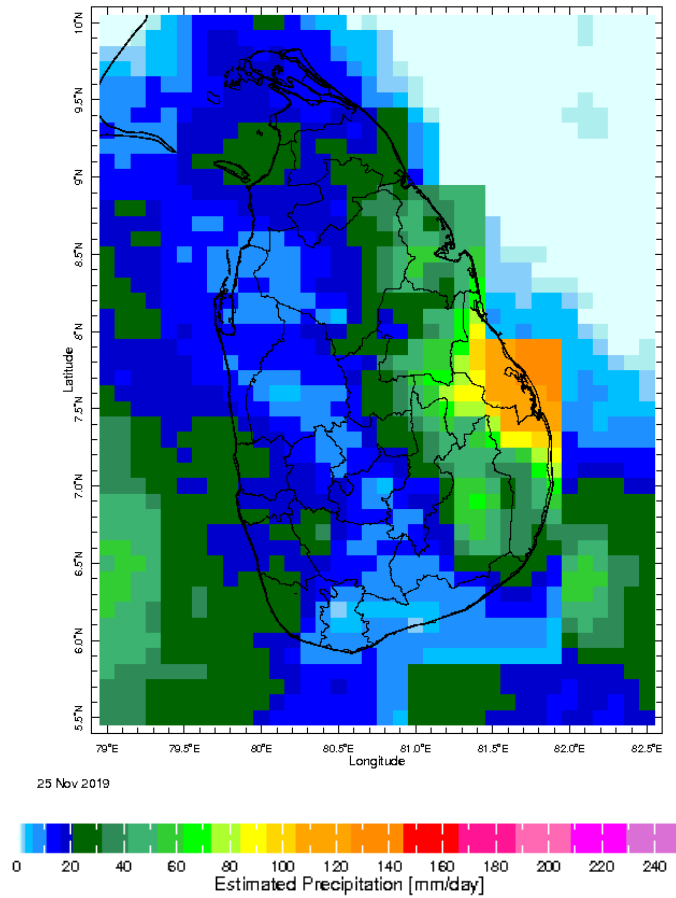 10°N
9.5°N
9°N
8.5°N
8°N
7.5°N
7.0°N
6.5°N
6.0°N
5.5°N
Latitude
79°E 79.5°E 80°E 80.5°E 81.0°E 81.5°E 82.0°E 82.5°E
Longitude
25 Nov 2019
0 20 40 60 80 100 120 140 160 180 200 220 240
Estimated Precipitation [mm/day]